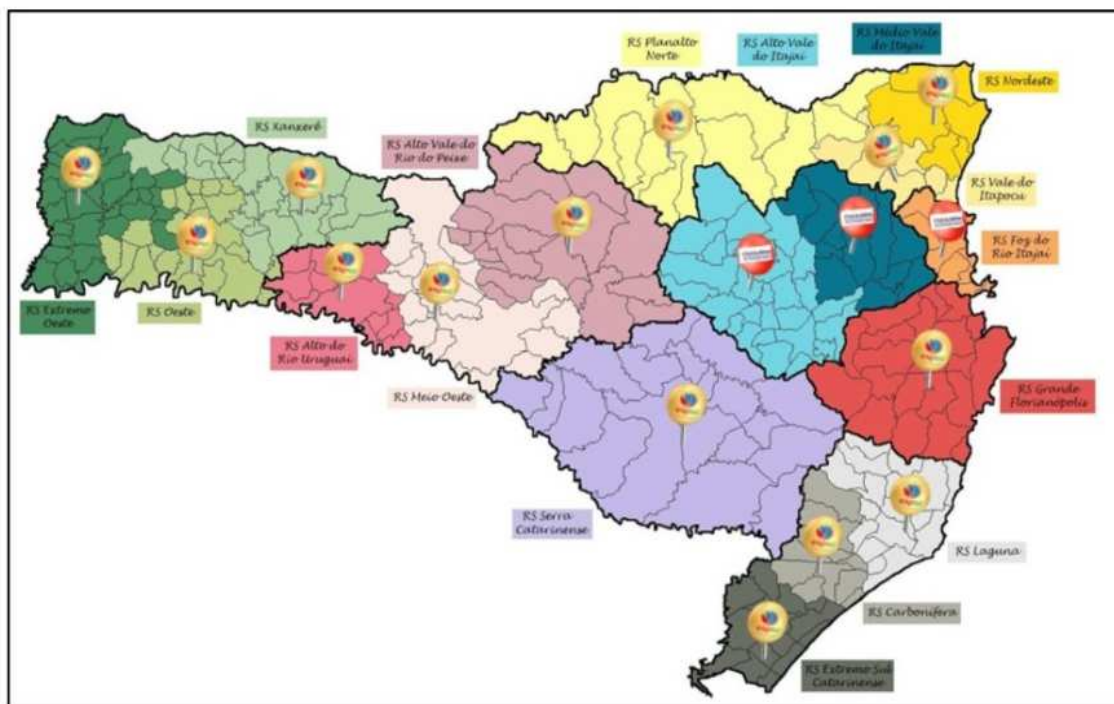 RS Planalto
Norte
RS Alto Vale
do Itajaí
RS Médio Vale
do Itajaí
RS Nordeste
RS Xanxerê
RS Alto Vale do
Rio do Peixe
RS Vale do
Itapocu
RS Foz do
Rio Itajaí
RS Extremo
Oeste
RS Oeste
RS Alto do
Rio Uruguai
RS Meio Oeste
RS Grande
Florianópolis
RS Serra
Catarinense
RS Laguna
RS Carbonífera
RS Extremo Sul
Catarinense